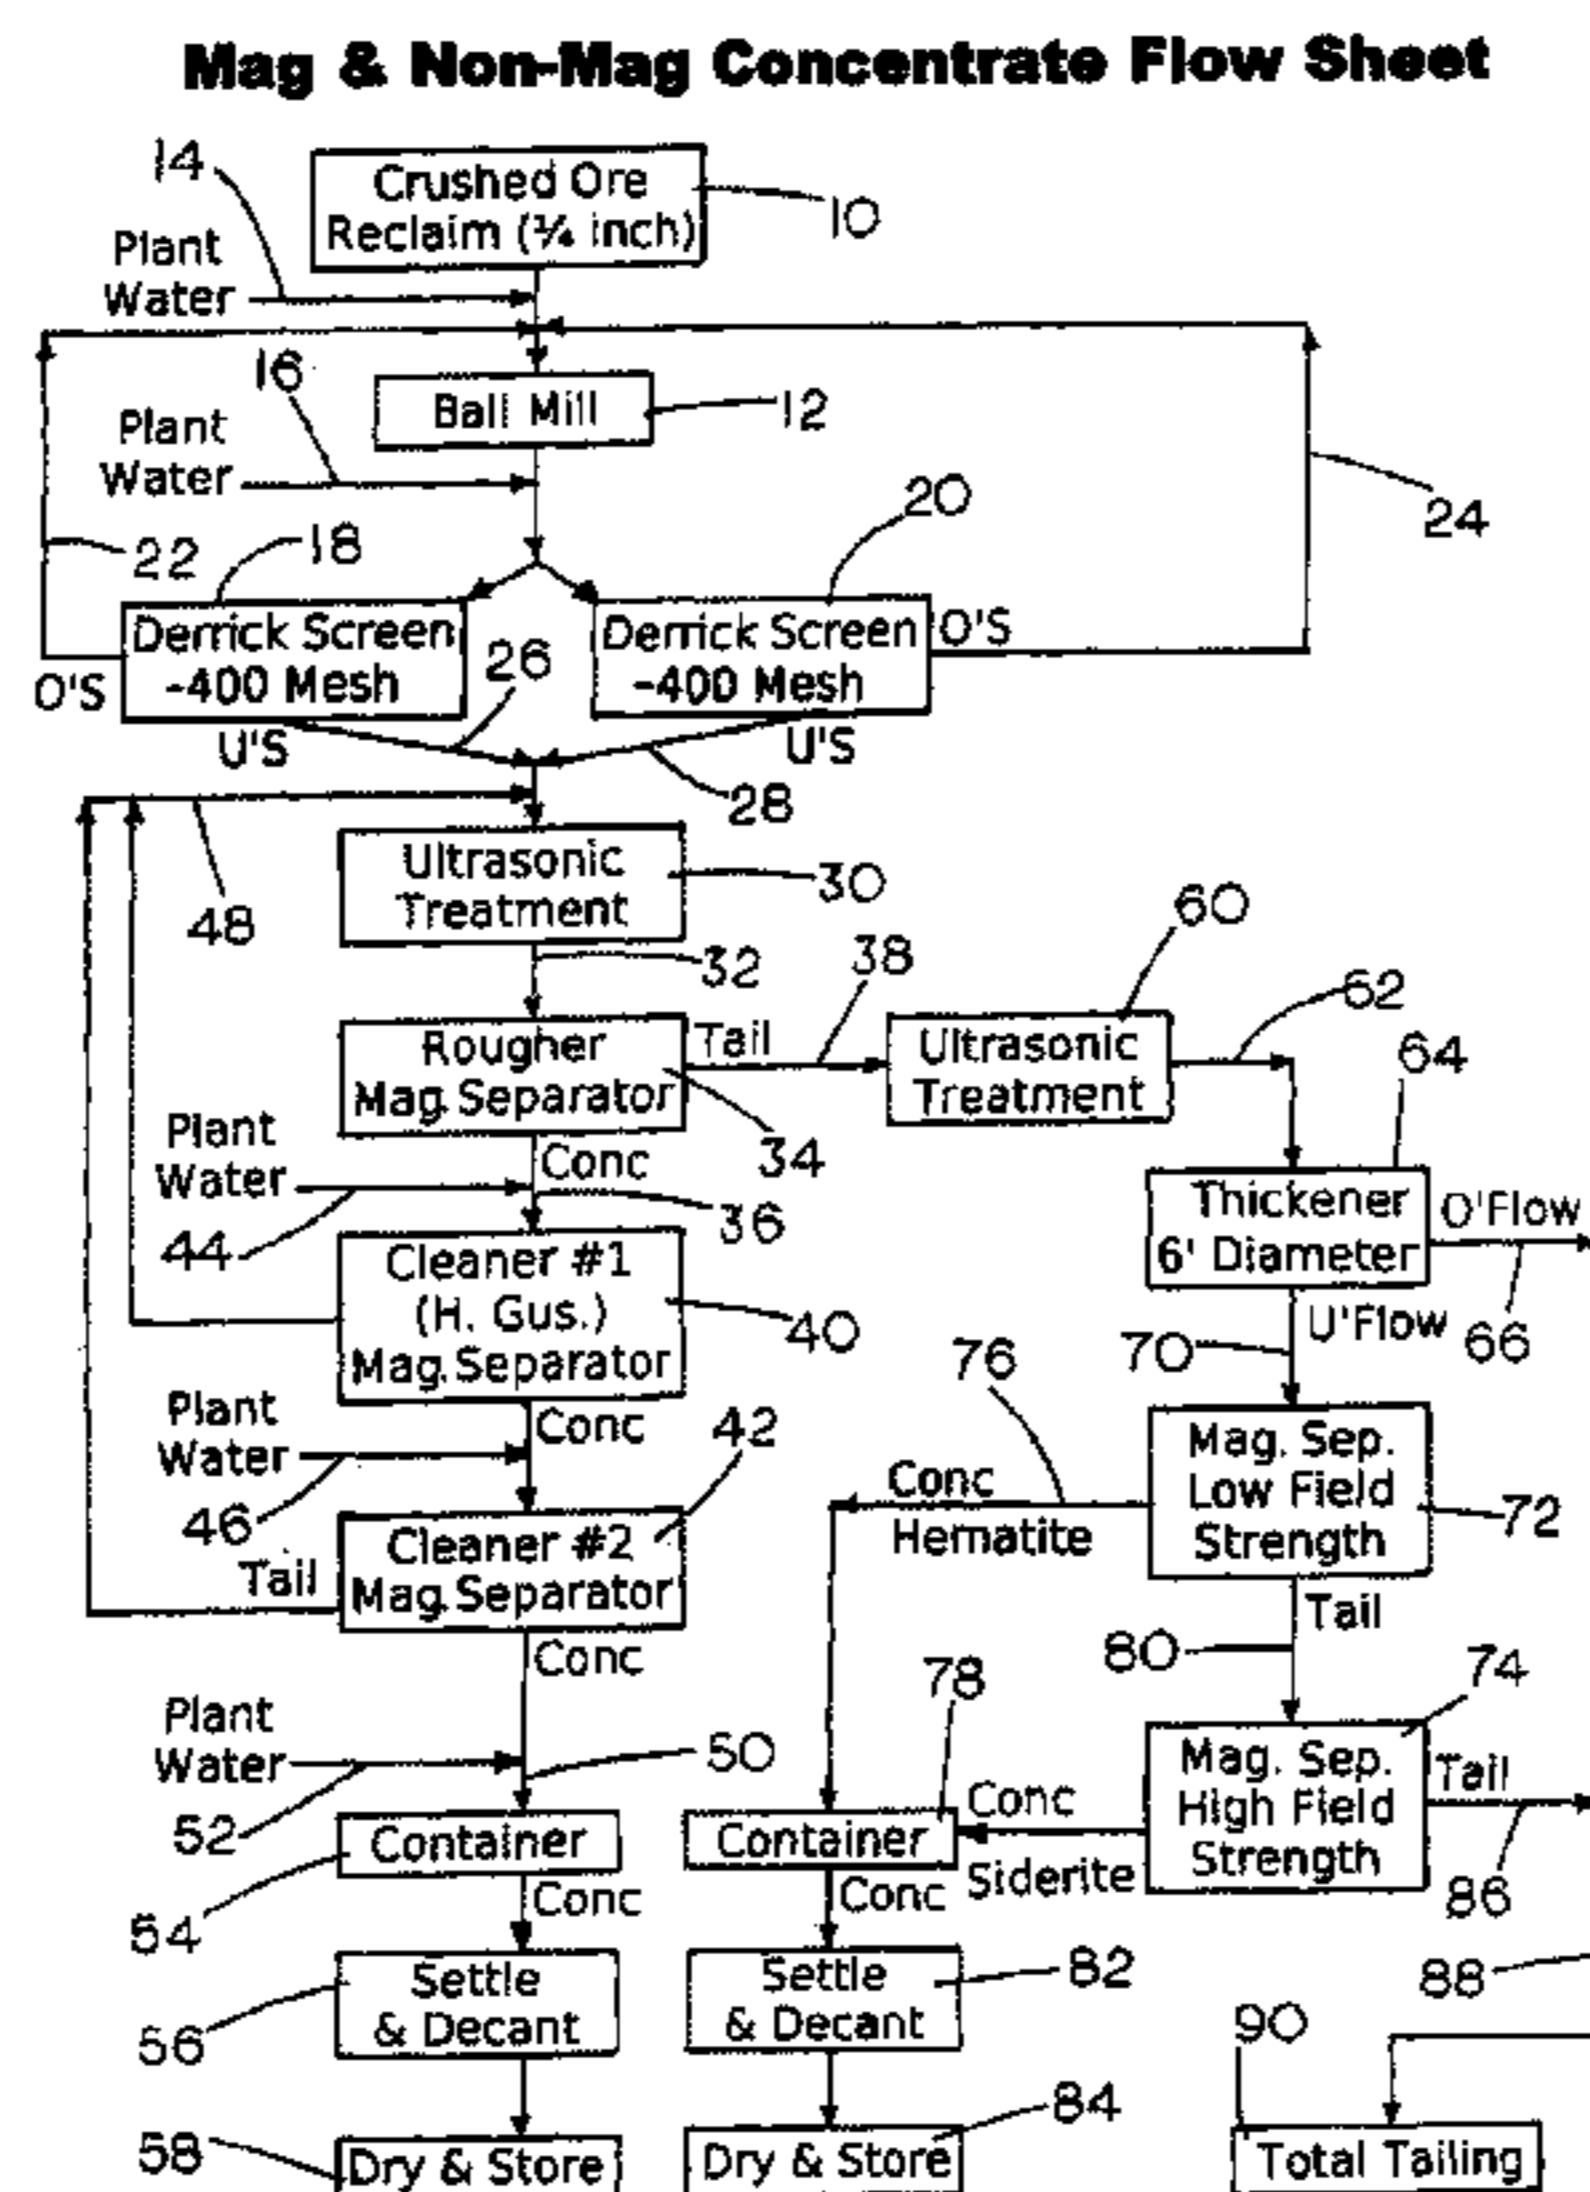 Mag & Non-Mag Concentrate Flow Sheet
14
Crushed Ore
Reclaim (¼ inch)
10
Plant
Water
16
Ball Mill
12
Plant
Water
20
24
22
18
Derrick Screen
-400 Mesh
26
Derrick Screen
-400 Mesh
O'S
O'S
U'S
U'S
28
Ultrasonic
Treatment
30
48
60
32
38
62
Rougher
Mag. Separator
Tail
Ultrasonic
Treatment
64
Plant
Water
Conc
34
36
44
Thickener
6' Diameter
O'Flow
66
Cleaner #1
(H. Gus.)
Mag. Separator
40
U'Flow
70
76
Plant
Water
Conc
42
46
Mag. Sep.
Low Field
Strength
72
Conc
Hematite
Cleaner #2
Mag. Separator
Tail
Tail
Conc
80
78
74
Plant
Water
50
52
Mag. Sep.
High Field
Strength
Tail
86
Conc
Siderite
Container
Container
54
Conc
Conc
Settle
& Decant
56
Settle
& Decant
82
88
90
84
58
Dry & Store
Dry & Store
Total Tailing